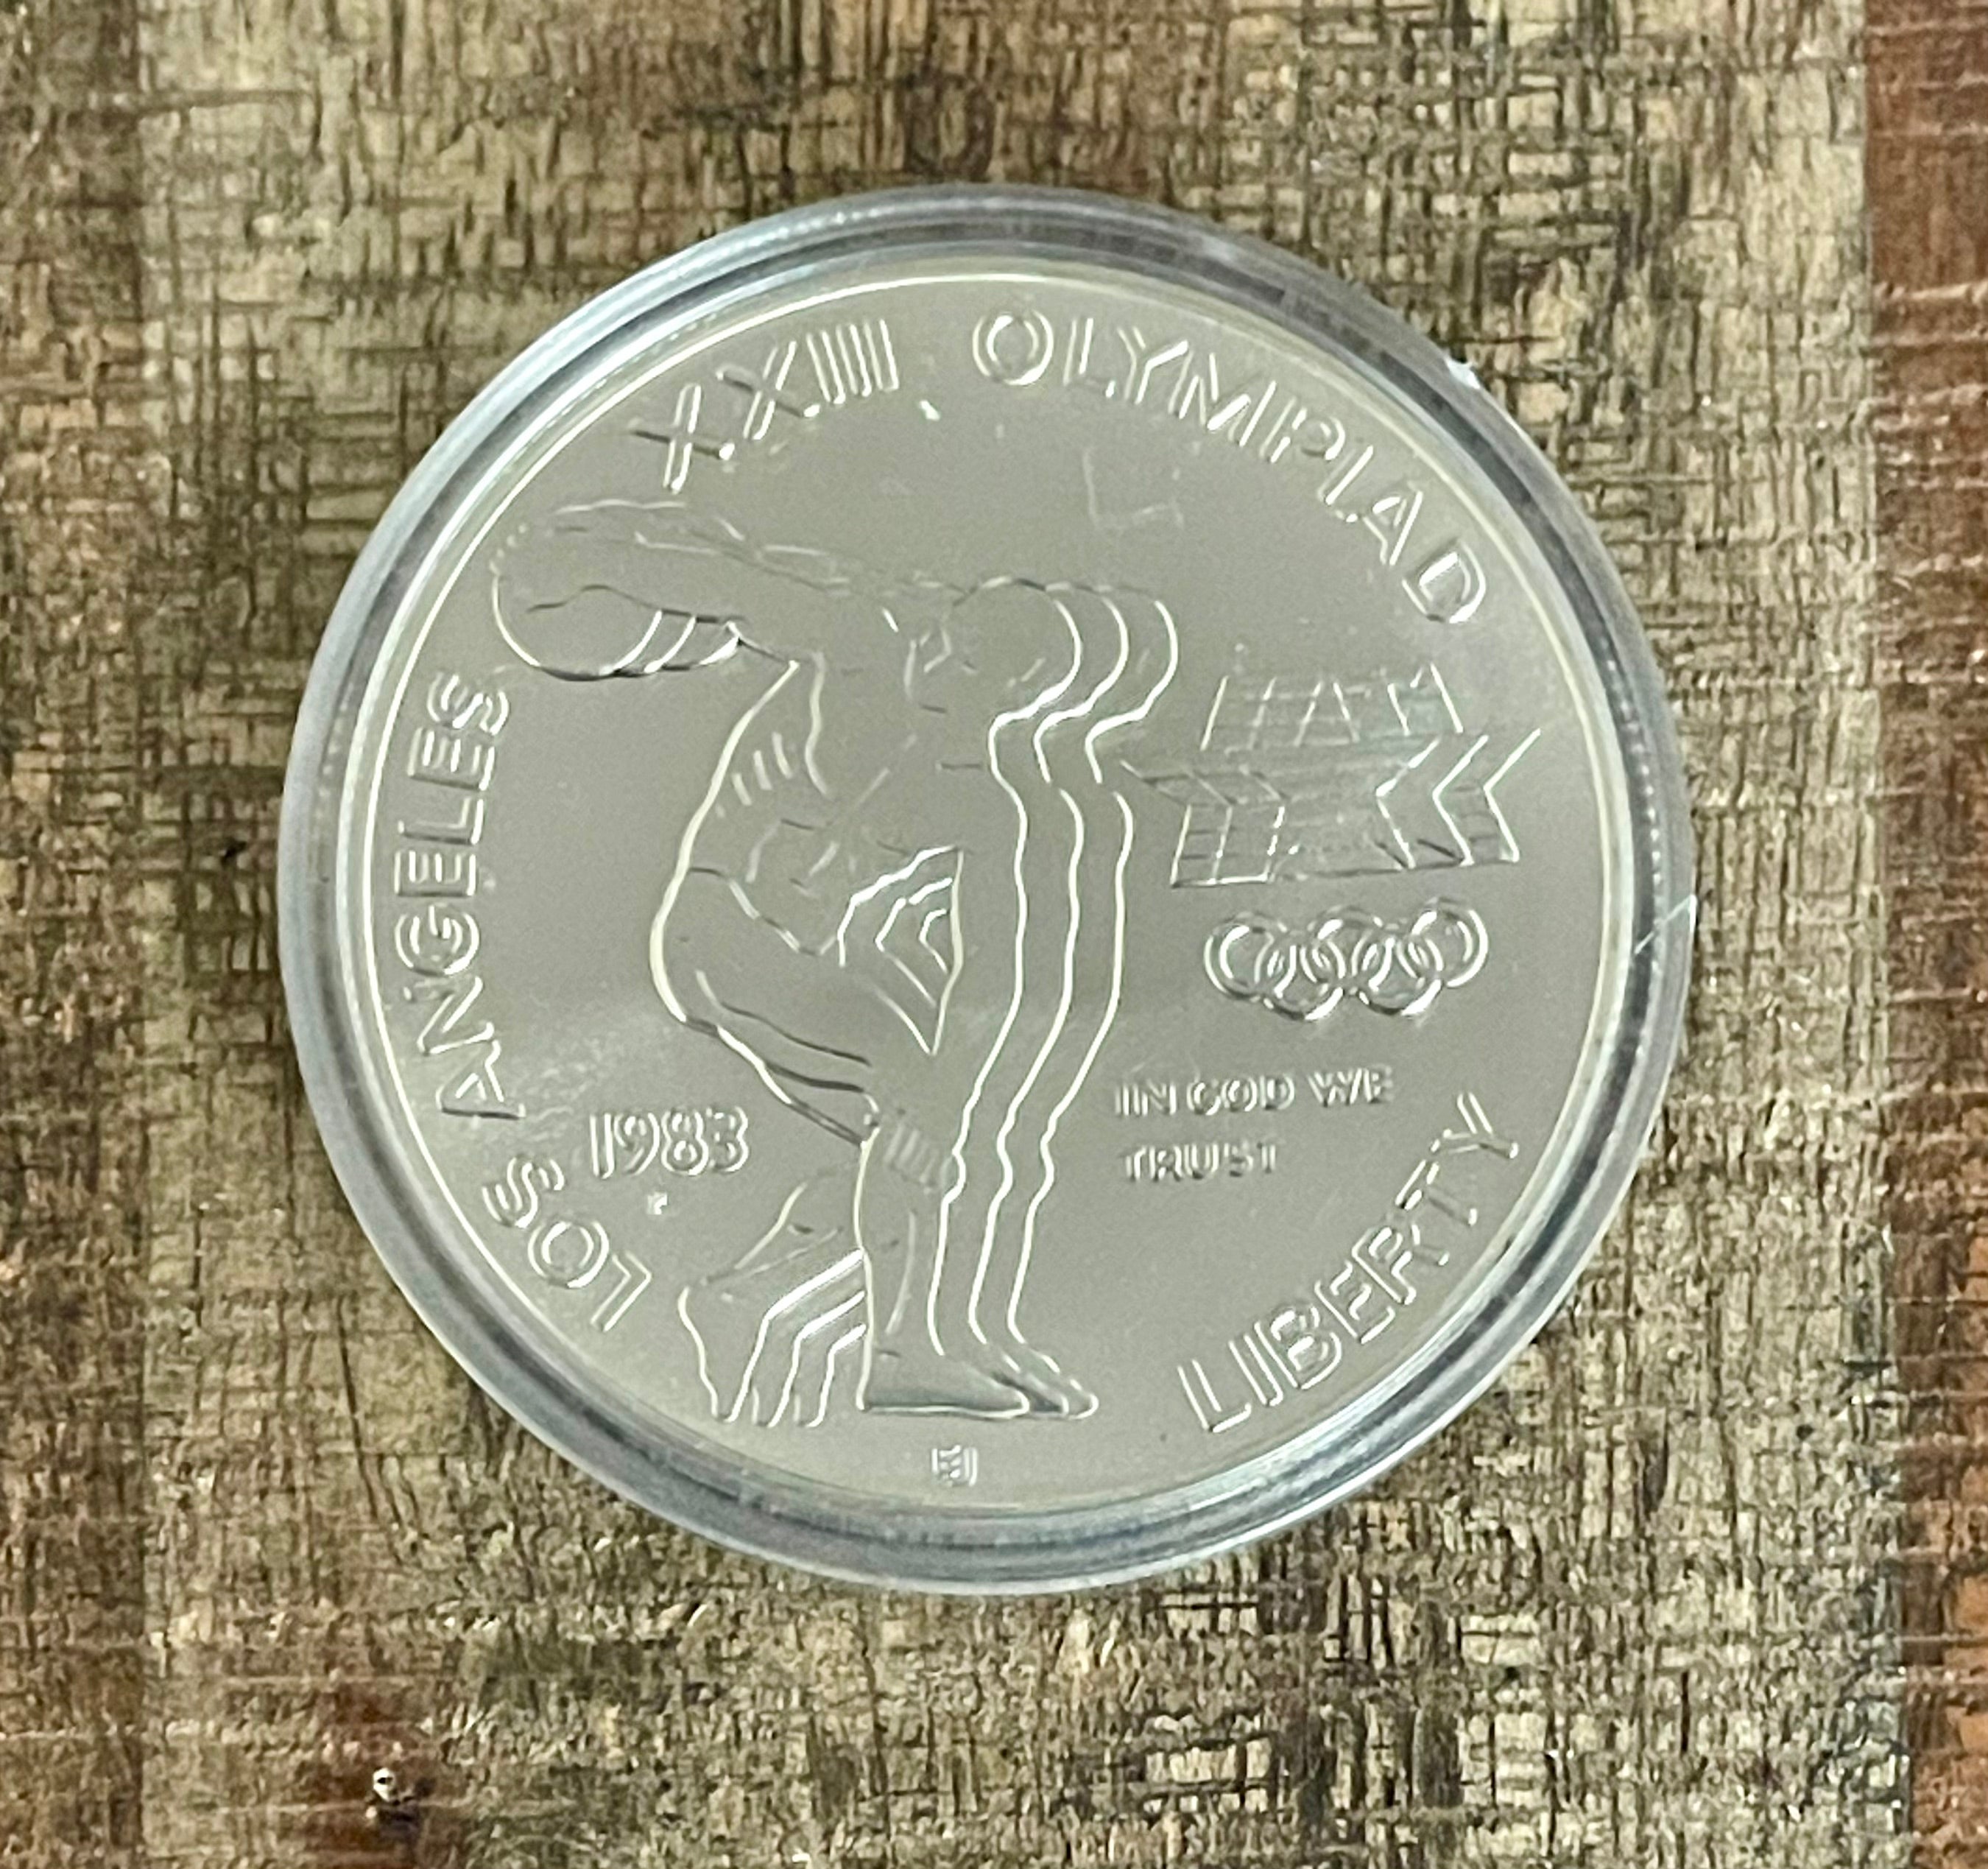 LOS ANGELES XXIII OLYMPIAD
IN GOD WE
TRUST
1983
LIBERTY